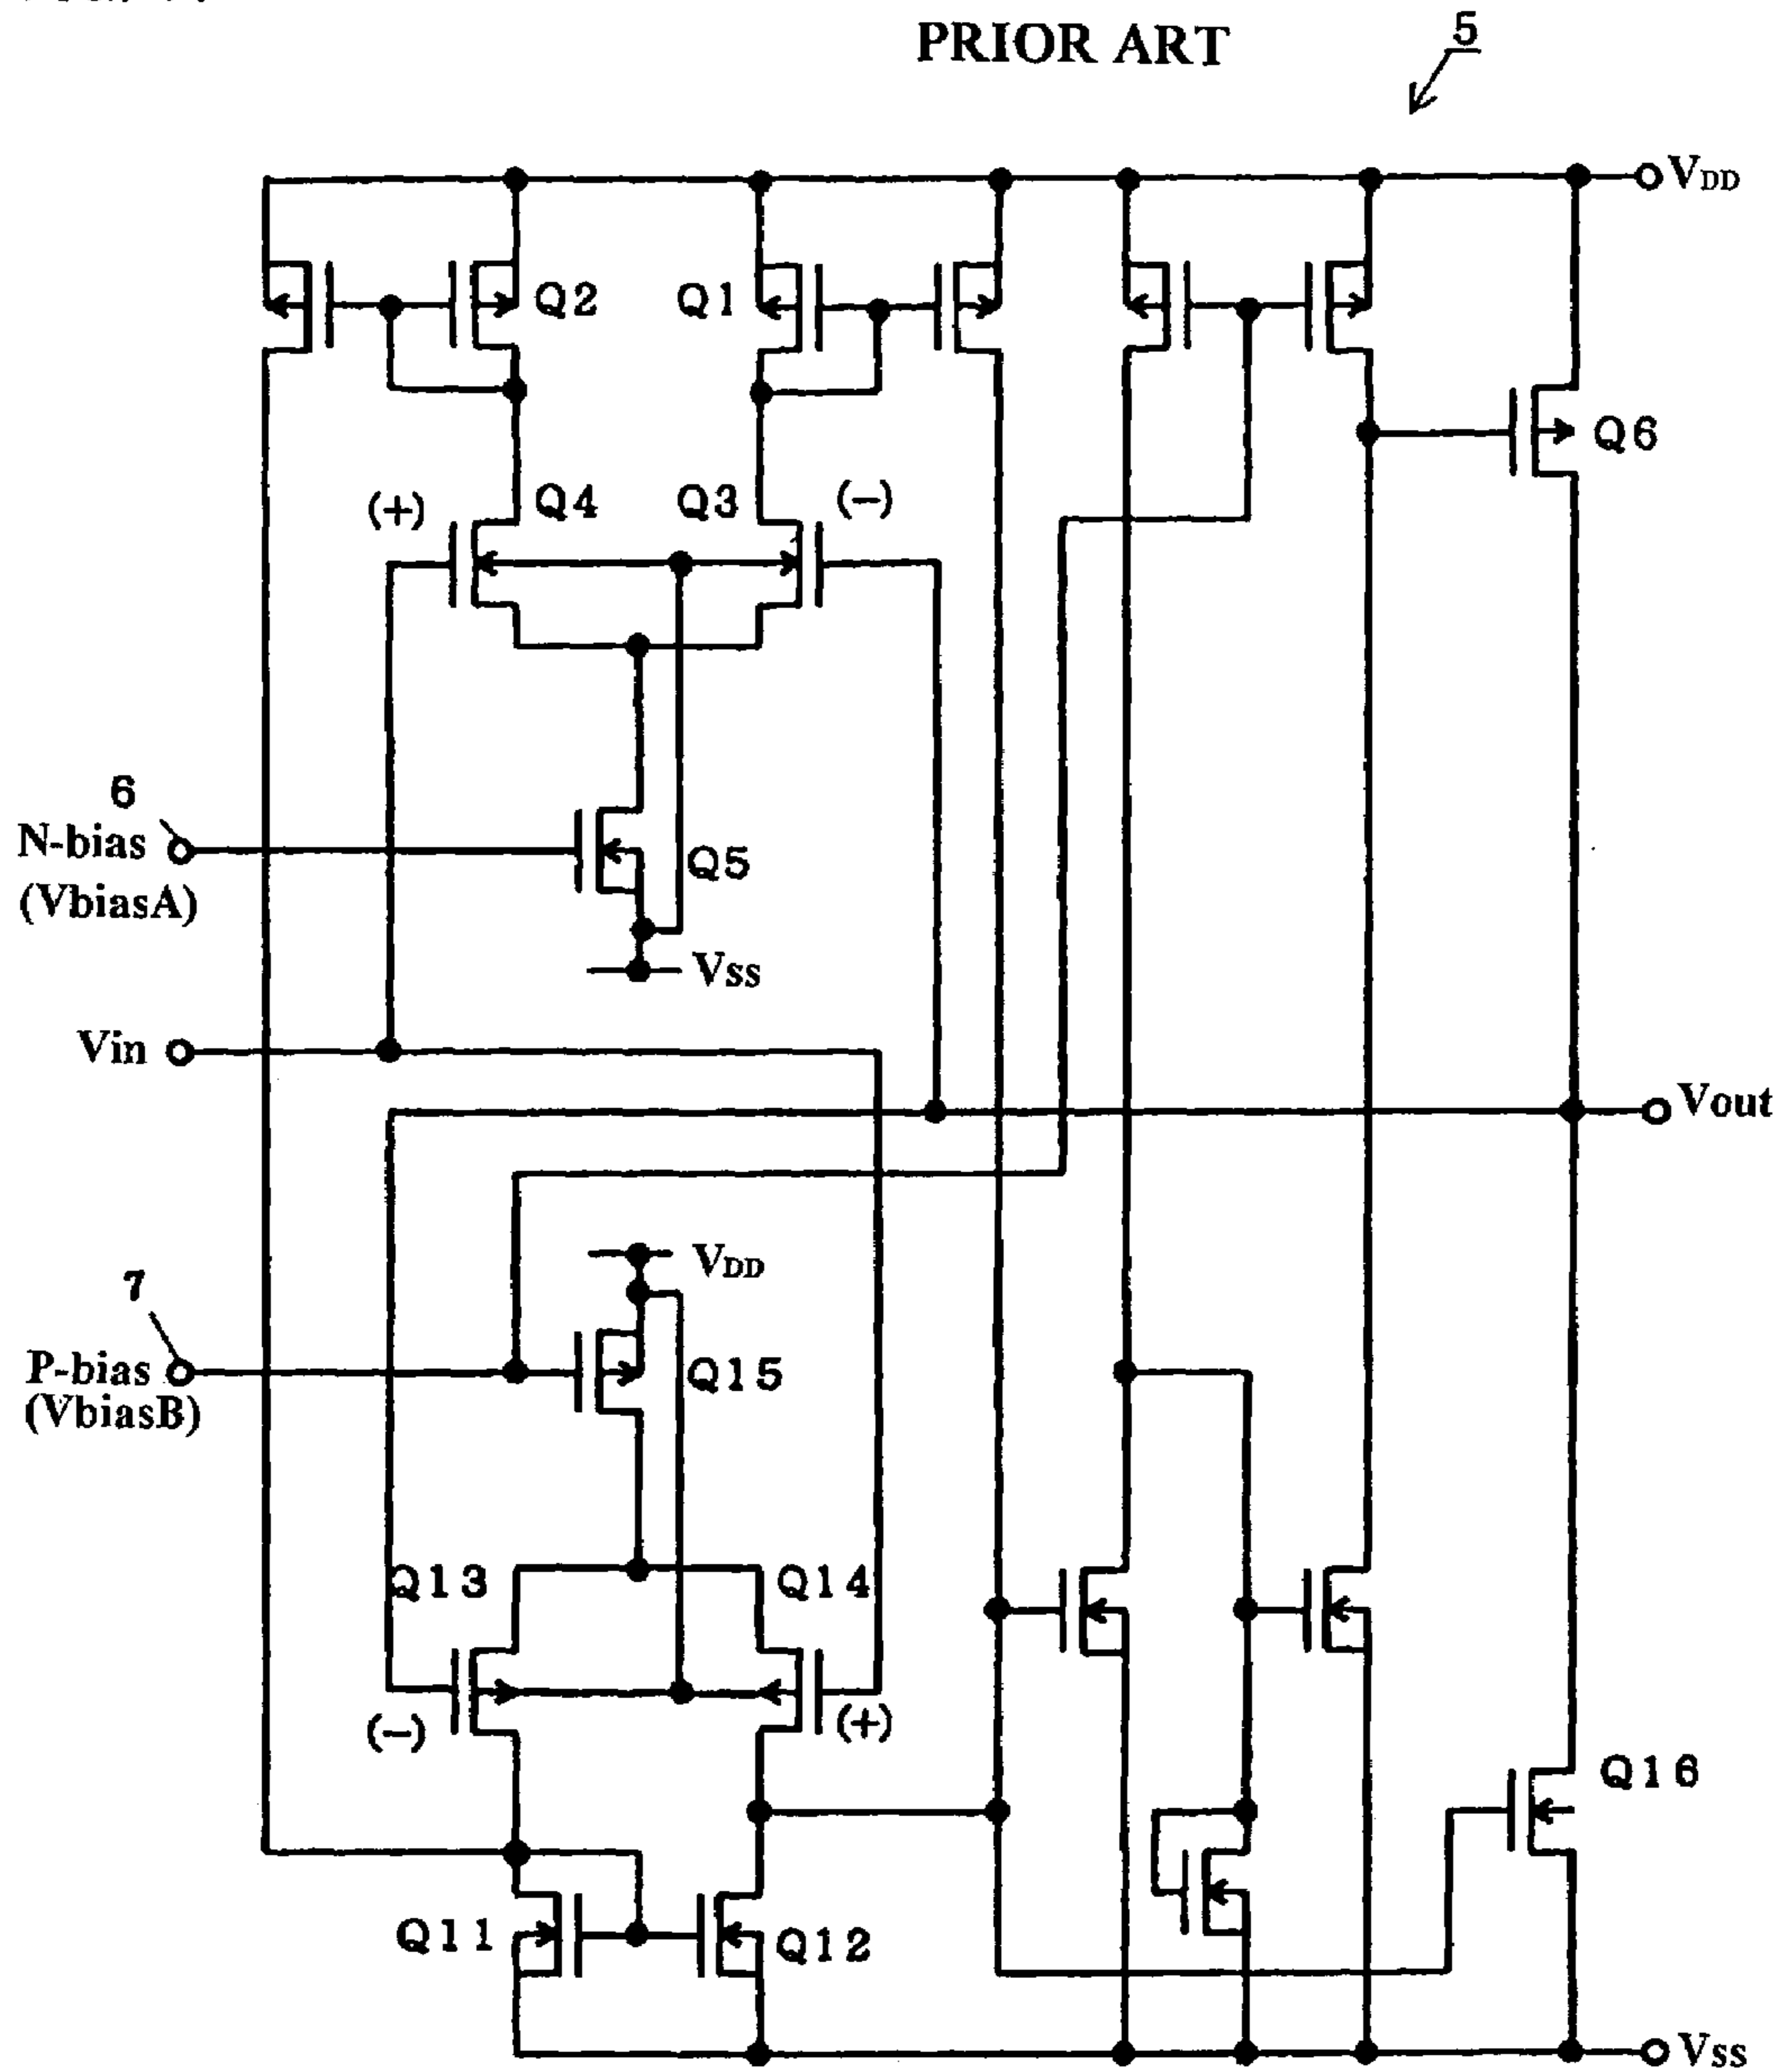 PRIOR ART
5
VDD
Q2
Q1
Q6
(+)
Q4
Q3
(−)
6
N-bias
(VbiasA)
Q5
Vss
Vin
Vout
VDD
7
P-bias
(VbiasB)
Q15
Q13
Q14
(−)
(+)
Q16
Q11
Q12
Vss